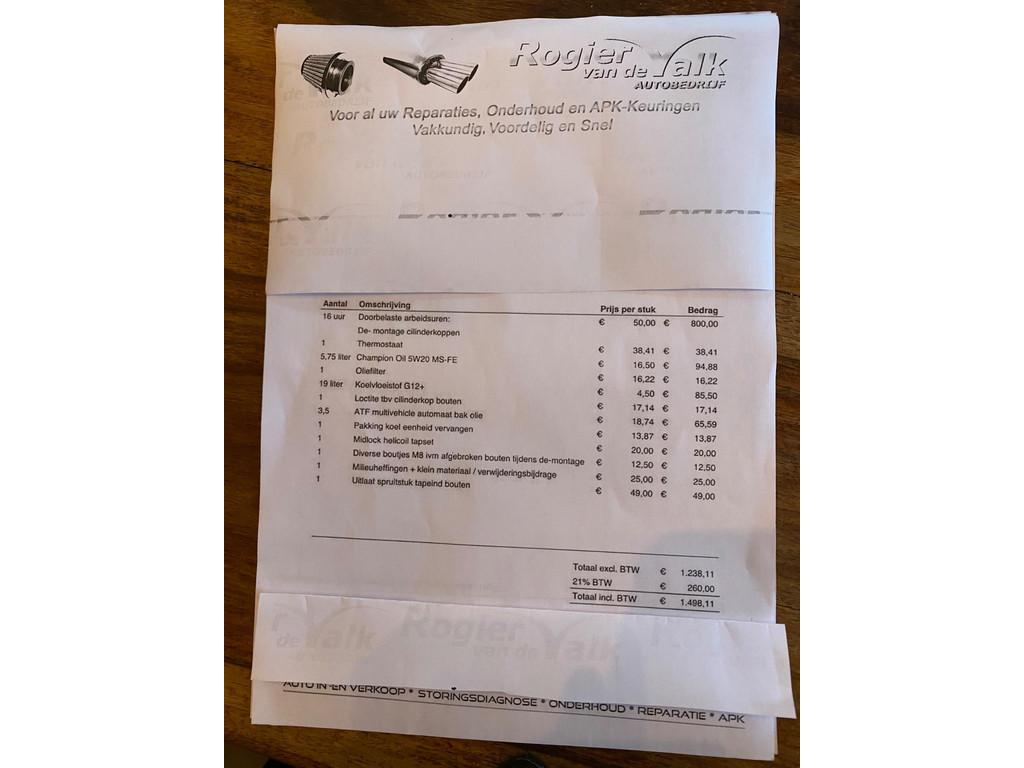 Rogier
van de Valk
AUTOBEDRIJF
Voor al uw Reparaties, Onderhoud en APK-Keuringen
Vakkundig, Voordelig en Snel
Aantal Omschrijving Prijs per stuk Bedrag
16 uur Doorbelaste arbeidsuren: € 50,00 € 800,00
De- montage cilinderkoppen
1 Thermostaat € 38,41 € 38,41
5,75 liter Champion Oil 5W20 MS-FE € 16,50 € 94,88
1 Oliefilter € 16,22 € 16,22
19 liter Koelvloeistof G12+ € 4,50 € 85,50
1 Loctite tbv cilinderkop bouten € 17,14 € 17,14
3,5 ATF multivehicle automaat bak olie € 18,74 € 65,59
1 Pakking koel eenheid vervangen € 13,87 € 13,87
1 Midlock helicoil tapset € 20,00 € 20,00
1 Diverse boutjes M8 ivm afgebroken bouten tijdens de-montage € 12,50 € 12,50
1 Milieuheffingen + klein materiaal / verwijderingsbijdrage € 25,00 € 25,00
1 Uitlaat spruitstuk tapeind bouten € 49,00 € 49,00
Totaal excl. BTW € 1.238,11
21% BTW € 260,00
Totaal incl. BTW € 1.498,11
AUTO IN -EN VERKOOP * STORINGSDIAGNOSE * ONDERHOUD * REPARATIE * APK